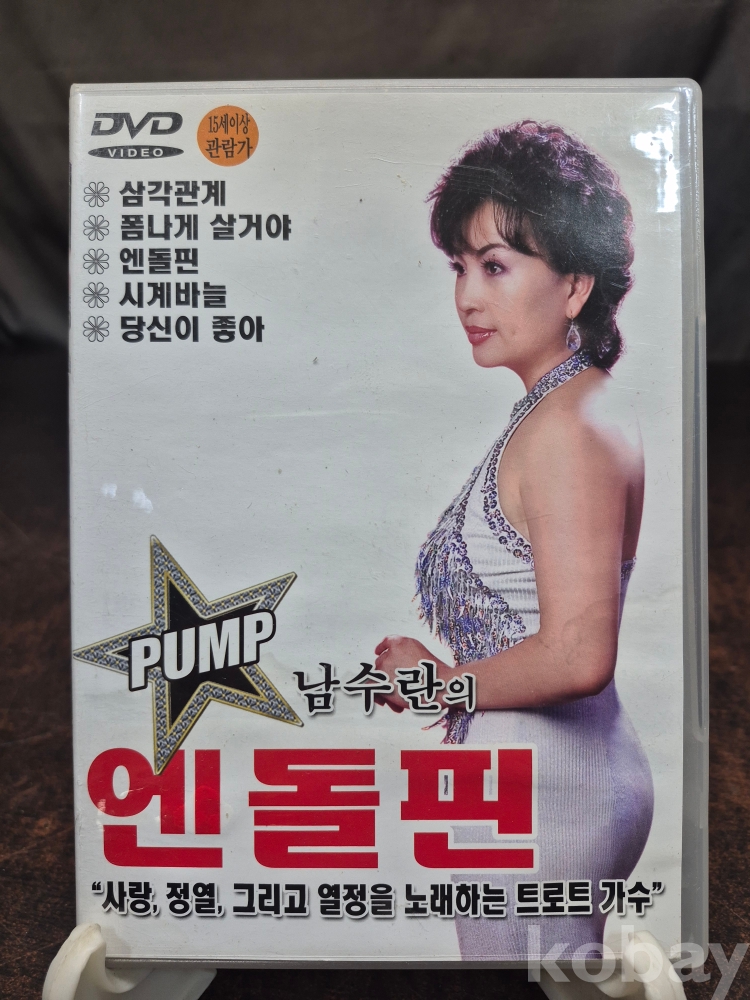 DVD
VIDEO
15세이상
관람가
삼각관계
폼나게 살거야
엔돌핀
시계바늘
당신이 좋아
PUMP
남수란의
엔돌핀
“사랑, 정열, 그리고 열정을 노래하는 트로트 가수”
kobay